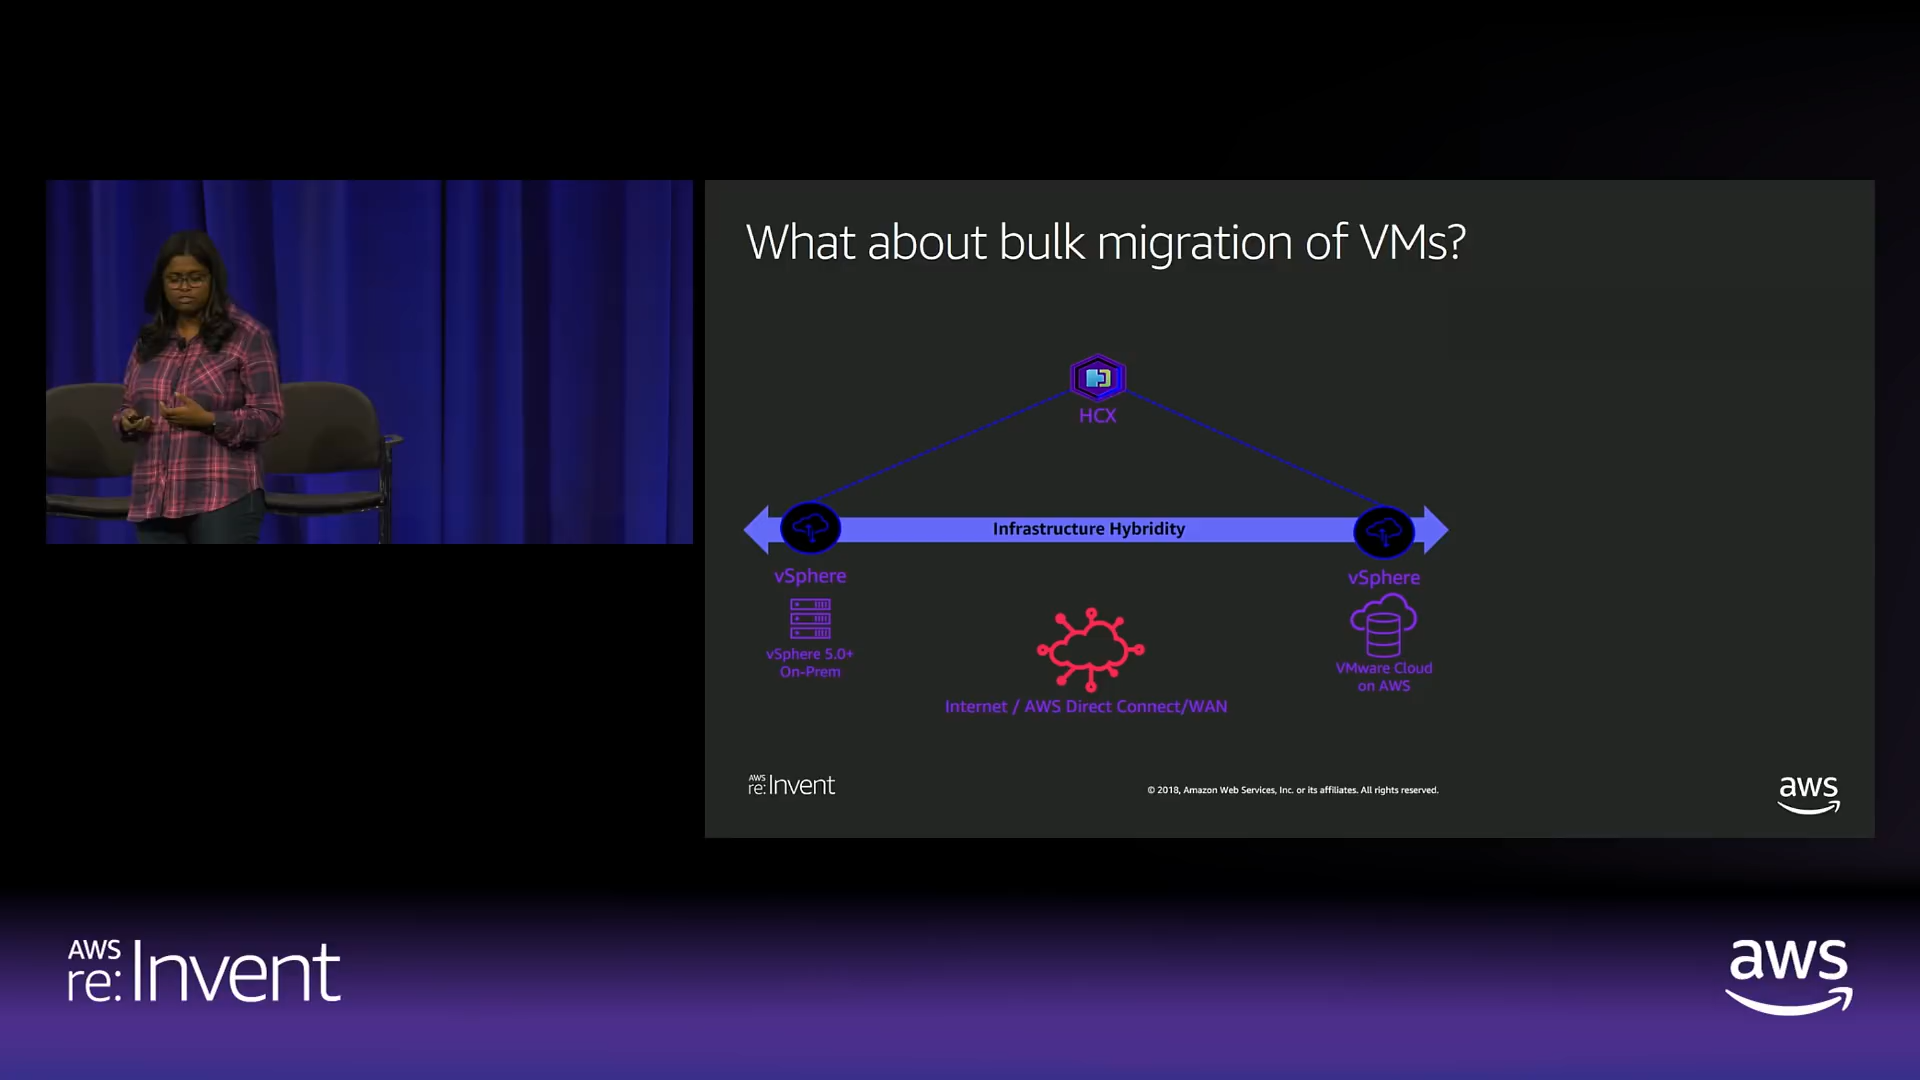 What about bulk migration of VMs?
HCX
Infrastructure Hybridity
vSphere
vSphere
vSphere 5.0+
On-Prem
VMware Cloud
on AWS
Internet / AWS Direct Connect/WAN
AWS
re:Invent
© 2018, Amazon Web Services, Inc. or its affiliates. All rights reserved.
aws
AWS
re:Invent
aws